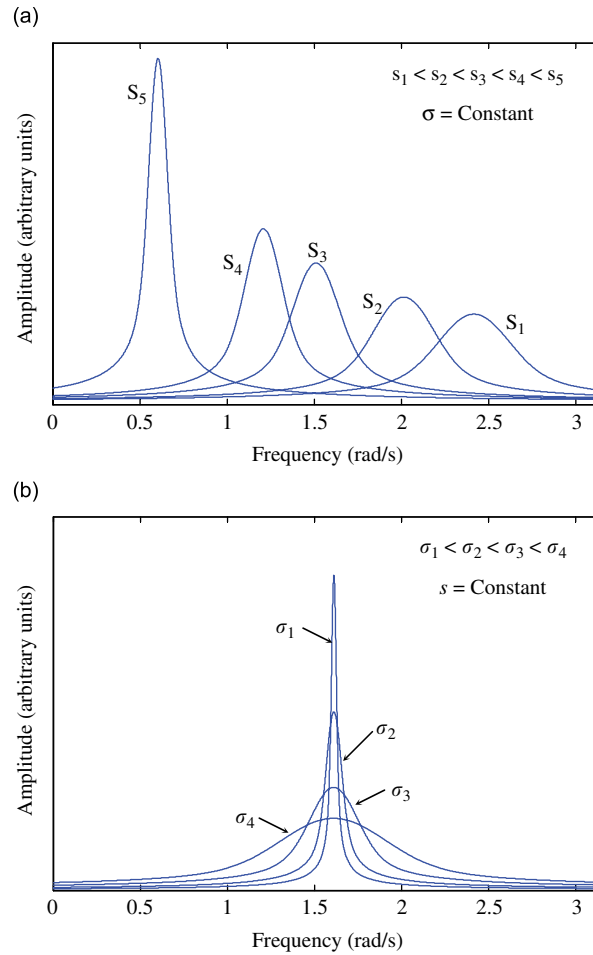 (a)
s₁ < s₂ < s₃ < s₄ < s₅
σ = Constant
S₅
S₄
S₃
S₂
S₁
Amplitude (arbitrary units)
0 0.5 1 1.5 2 2.5 3
Frequency (rad/s)
(b)
σ₁ < σ₂ < σ₃ < σ₄
s = Constant
σ₁
σ₂
σ₃
σ₄
Amplitude (arbitrary units)
0 0.5 1 1.5 2 2.5 3
Frequency (rad/s)